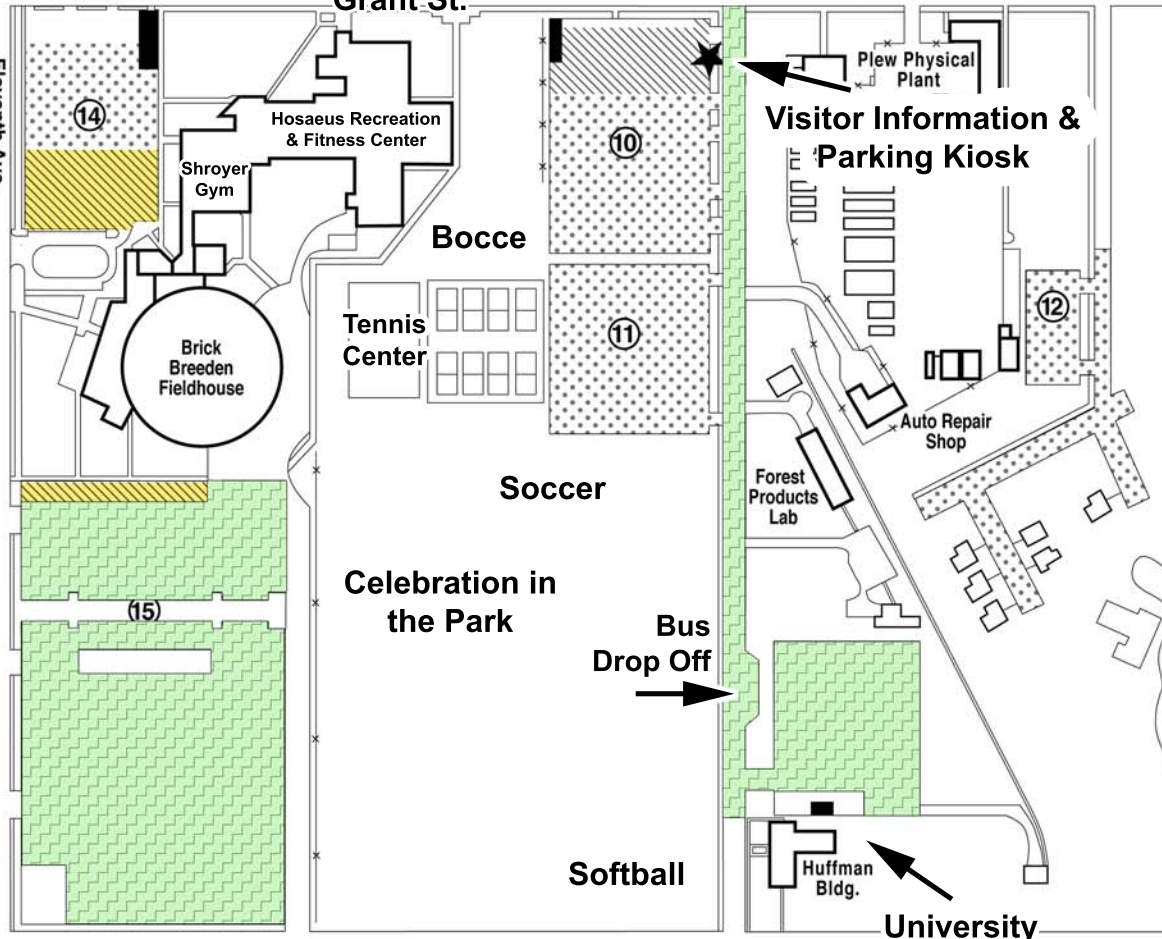 Grant St.
Eleventh Ave
14
Hosaeus Recreation
& Fitness Center
Shroyer
Gym
10
Plew Physical
Plant
Visitor Information &
Parking Kiosk
Bocce
Tennis
Center
11
12
Brick
Breeden
Fieldhouse
Auto Repair
Shop
Soccer
Forest
Products
Lab
Celebration in
the Park
(15)
Bus
Drop Off
Softball
Huffman
Bldg.
University